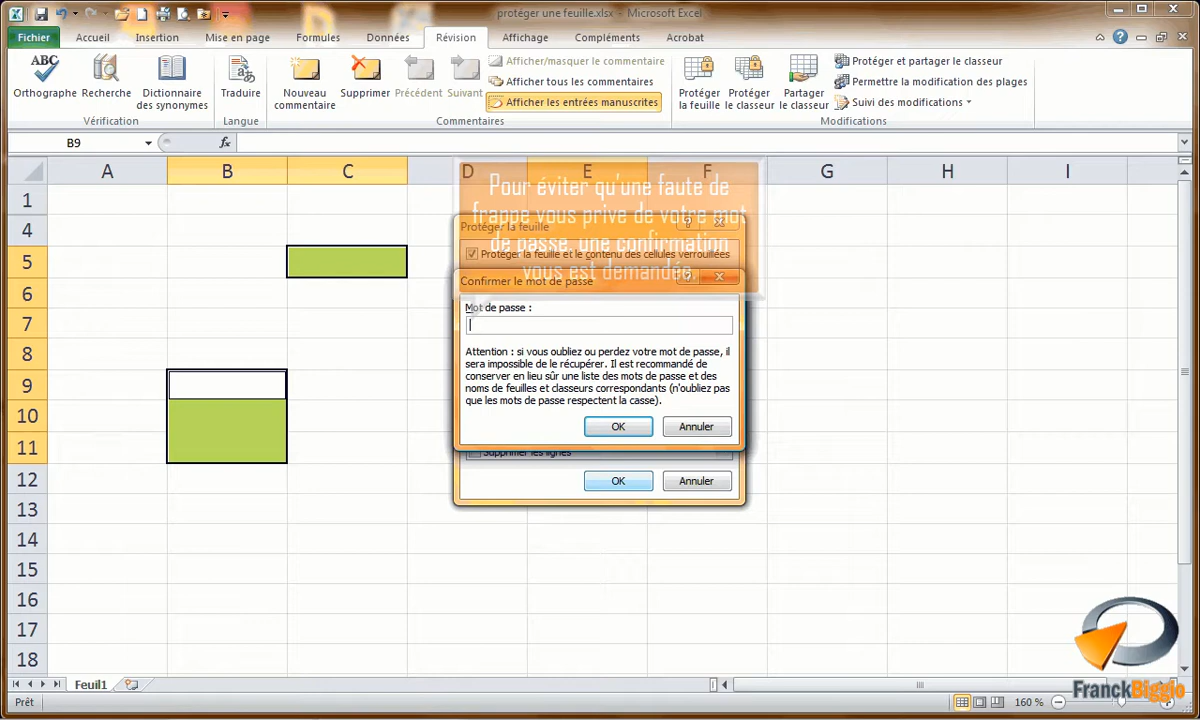 protéger une feuille.xlsx - Microsoft Excel
Fichier Accueil Insertion Mise en page Formules Données Révision Affichage Compléments Acrobat
ABC
Orthographe
Recherche
Dictionnaire
des synonymes
Vérification
Traduire
Langue
Nouveau
commentaire
Supprimer
Précédent
Suivant
Afficher/masquer le commentaire
Afficher tous les commentaires
Afficher les entrées manuscrites
Commentaires
Protéger
la feuille
Protéger
le classeur
Partager
le classeur
Protéger et partager le classeur
Permettre la modification des plages
Suivi des modifications
Modifications
B9
fx
A B C D E F G H I
1
4
5
6
7
8
9
10
11
12
13
14
15
16
17
18
Pour éviter qu'une faute de
frappe vous prive de votre mot
de passe, une confirmation
vous est demandée.
Protéger la feuille
Protéger la feuille et le contenu des cellules verrouillées
Confirmer le mot de passe
Mot de passe :
Attention : si vous oubliez ou perdez votre mot de passe, il
sera impossible de le récupérer. Il est recommandé de
conserver en lieu sûr une liste des mots de passe et des
noms de feuilles et classeurs correspondants (n'oubliez pas
que les mots de passe respectent la casse).
OK Annuler
Supprimer les lignes
OK Annuler
Feuil1
Prêt
160 %
FranckBiggio